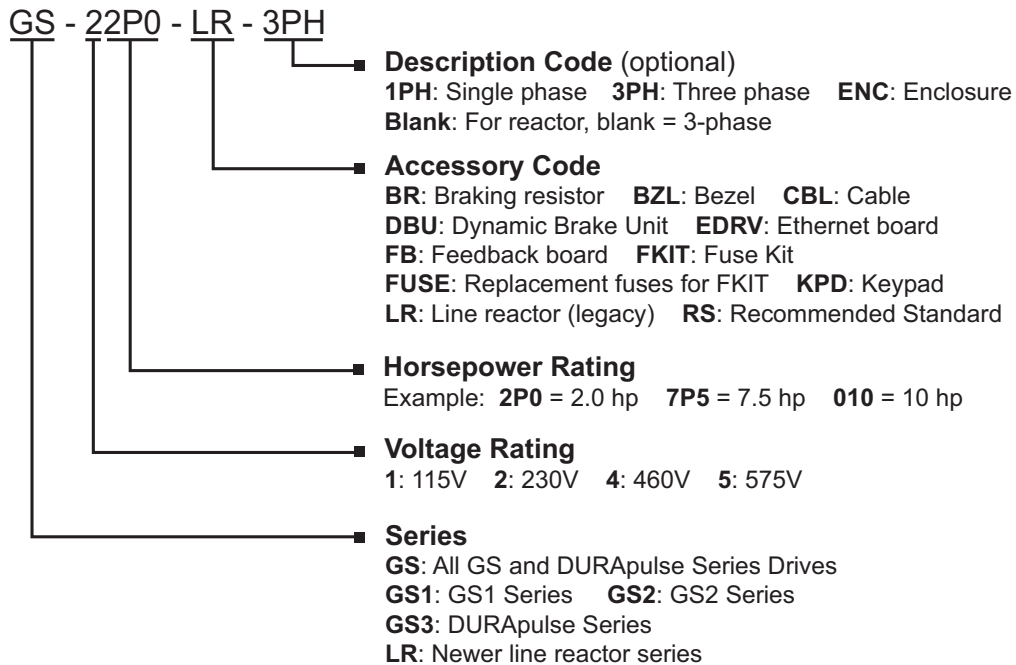 GS - 22P0 - LR - 3PH
Description Code (optional)
1PH: Single phase 3PH: Three phase ENC: Enclosure
Blank: For reactor, blank = 3-phase
Accessory Code
BR: Braking resistor BZL: Bezel CBL: Cable
DBU: Dynamic Brake Unit EDRV: Ethernet board
FB: Feedback board FKIT: Fuse Kit
FUSE: Replacement fuses for FKIT KPD: Keypad
LR: Line reactor (legacy) RS: Recommended Standard
Horsepower Rating
Example: 2P0 = 2.0 hp 7P5 = 7.5 hp 010 = 10 hp
Voltage Rating
1: 115V 2: 230V 4: 460V 5: 575V
Series
GS: All GS and DURApulse Series Drives
GS1: GS1 Series GS2: GS2 Series
GS3: DURApulse Series
LR: Newer line reactor series